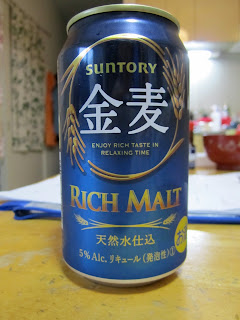 SUNTORY
金麦
ENJOY RICH TASTE IN
RELAXING TIME
RICH MALT
天然水仕込
5% Alc. リキュール(発泡性)①